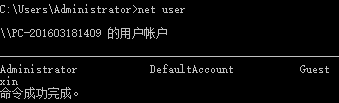 C:\Users\Administrator>net user
\\PC-201603181409 的用户帐户
Administrator DefaultAccount Guest
xin
命令成功完成。